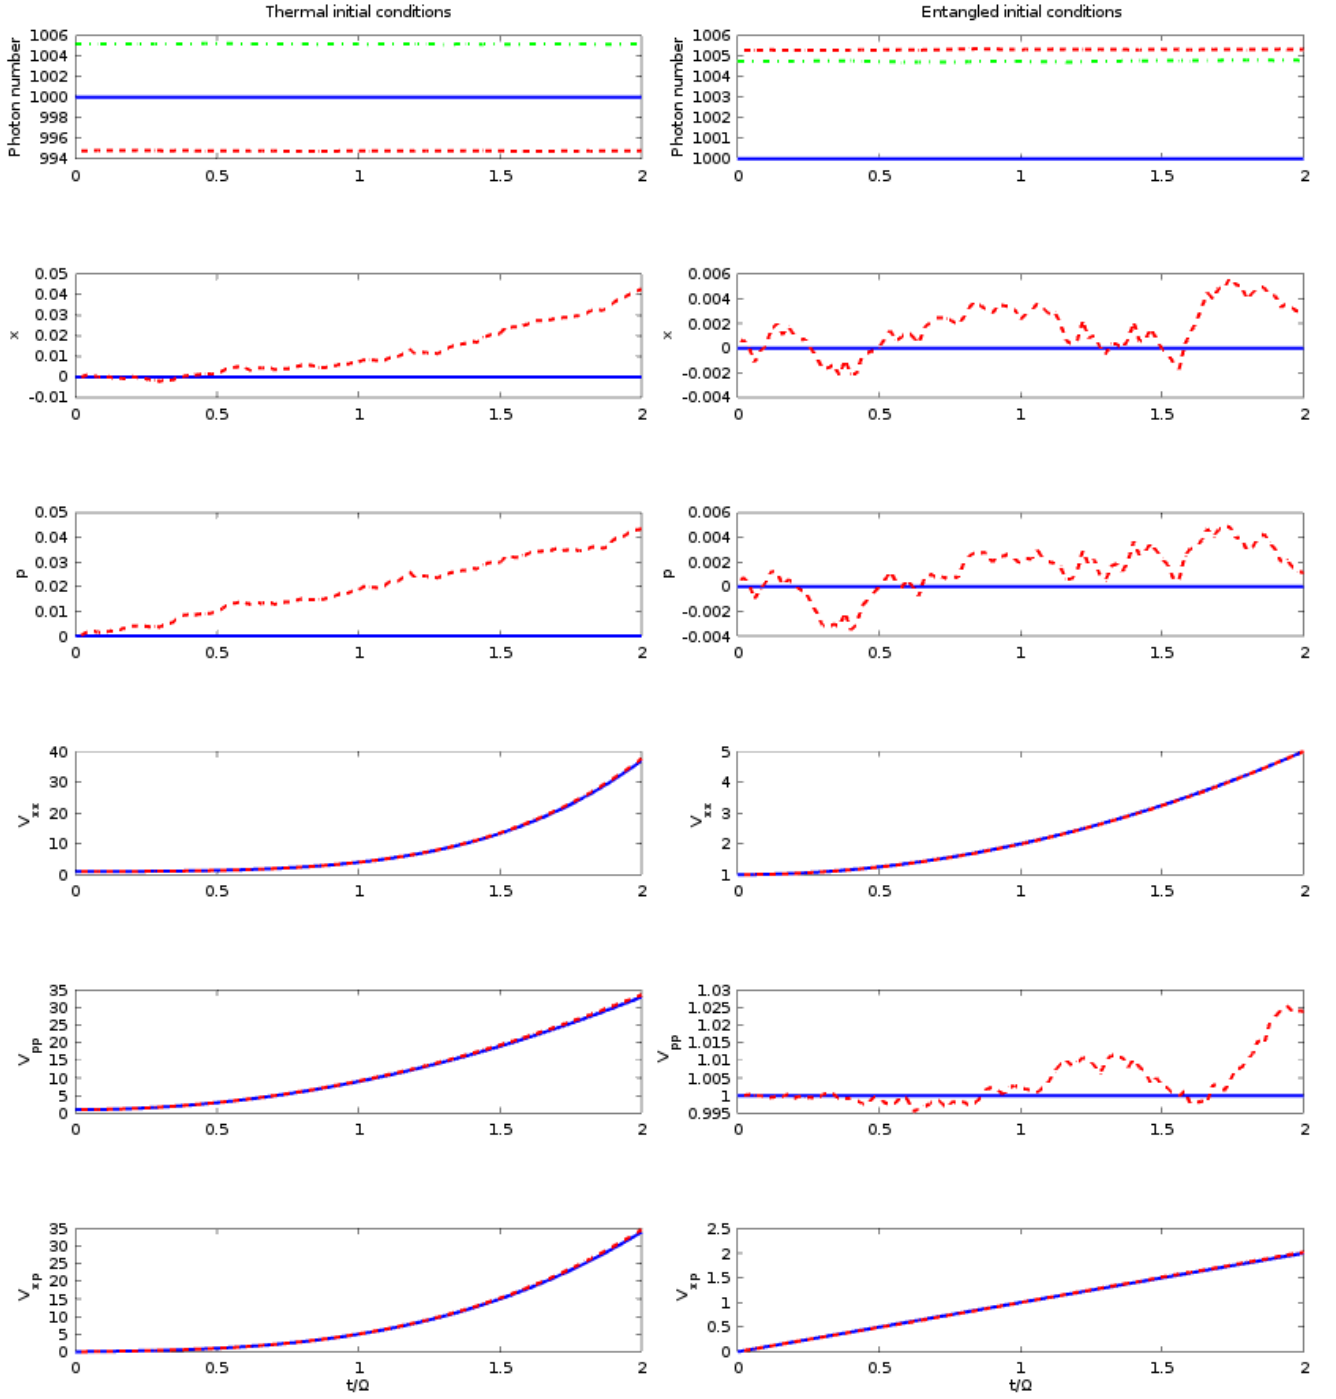 Thermal initial conditions
Photon number
1006
1004
1002
1000
998
996
994
0 0.5 1 1.5 2
Entangled initial conditions
Photon number
1006
1005
1004
1003
1002
1001
1000
0 0.5 1 1.5 2
x
0.05
0.04
0.03
0.02
0.01
0
-0.01
0 0.5 1 1.5 2
x
0.006
0.004
0.002
0
-0.002
-0.004
0 0.5 1 1.5 2
p
0.05
0.04
0.03
0.02
0.01
0
0 0.5 1 1.5 2
p
0.006
0.004
0.002
0
-0.002
-0.004
0 0.5 1 1.5 2
Vxx
40
30
20
10
0
0 0.5 1 1.5 2
Vxx
5
4
3
2
1
0 0.5 1 1.5 2
Vpp
35
30
25
20
15
10
5
0
0 0.5 1 1.5 2
Vpp
1.03
1.025
1.02
1.015
1.01
1.005
1
0.995
0 0.5 1 1.5 2
Vxp
35
30
25
20
15
10
5
0
0 0.5 1 1.5 2
t/Ω
Vxp
2.5
2
1.5
1
0.5
0
0 0.5 1 1.5 2
t/Ω